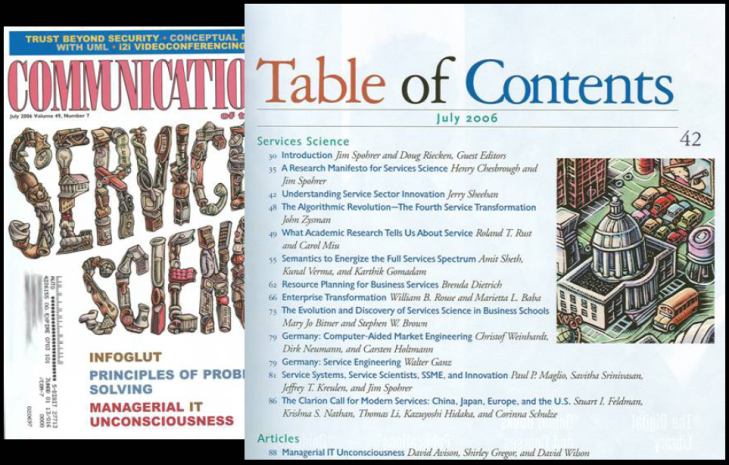 TRUST BEYOND SECURITY • CONCEPTUAL
WITH UML • i2i VIDEOCONFERENCING
COMMUNICATIO
July 2006 Volume 49, Number 7
SERVICE
SCIEN
INFOGLUT
PRINCIPLES OF PROB
SOLVING
MANAGERIAL IT
UNCONSCIOUSNESS
Table of Contents
July 2006
42
Services Science
30 Introduction Jim Spohrer and Doug Riecken, Guest Editors
35 A Research Manifesto for Services Science Henry Chesbrough and
Jim Spohrer
42 Understanding Service Sector Innovation Jerry Sheehan
48 The Algorithmic Revolution—The Fourth Service Transformation
John Zysman
49 What Academic Research Tells Us About Service Roland T. Rust
and Carol Miu
55 Semantics to Energize the Full Services Spectrum Amit Sheth,
Kunal Verma, and Karthik Gomadam
62 Resource Planning for Business Services Brenda Dietrich
66 Enterprise Transformation William B. Rouse and Marietta L. Baba
73 The Evolution and Discovery of Services Science in Business Schools
Mary Jo Bitner and Stephen W. Brown
79 Germany: Computer-Aided Market Engineering Christof Weinhardt,
Dirk Neumann, and Carsten Holtmann
79 Germany: Service Engineering Walter Ganz
81 Service Systems, Service Scientists, SSME, and Innovation Paul P. Maglio, Savitha Srinivasan,
Jeffrey T. Kreulen, and Jim Spohrer
86 The Clarion Call for Modern Services: China, Japan, Europe, and the U.S. Stuart I. Feldman,
Krishna S. Nathan, Thomas Li, Kazuyoshi Hidaka, and Corinna Schulze
Articles
88 Managerial IT Unconsciousness David Avison, Shirley Gregor, and David Wilson